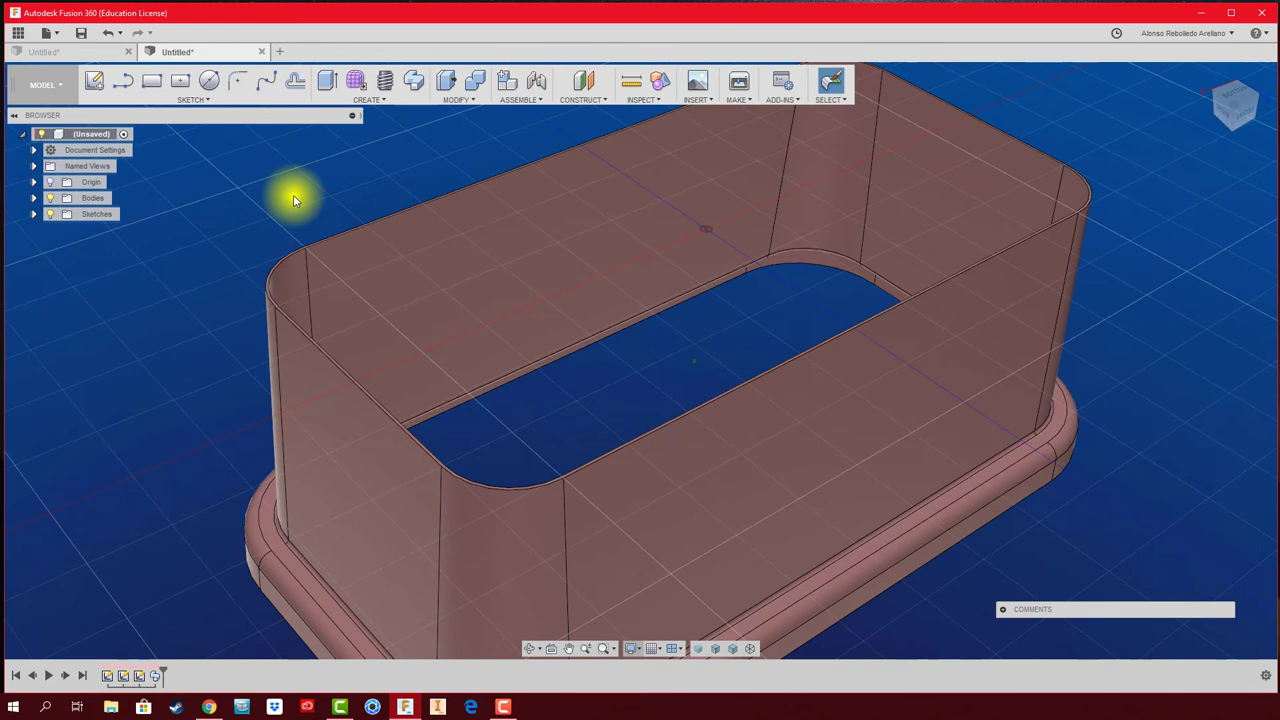 Autodesk Fusion 360 (Education License)
Alonso Rebolledo Arellano
Untitled*
Untitled*
MODEL
SKETCH
CREATE
MODIFY
ASSEMBLE
CONSTRUCT
INSPECT
INSERT
MAKE
ADD-INS
SELECT
BROWSER
(Unsaved)
Document Settings
Named Views
Origin
Bodies
Sketches
COMMENTS